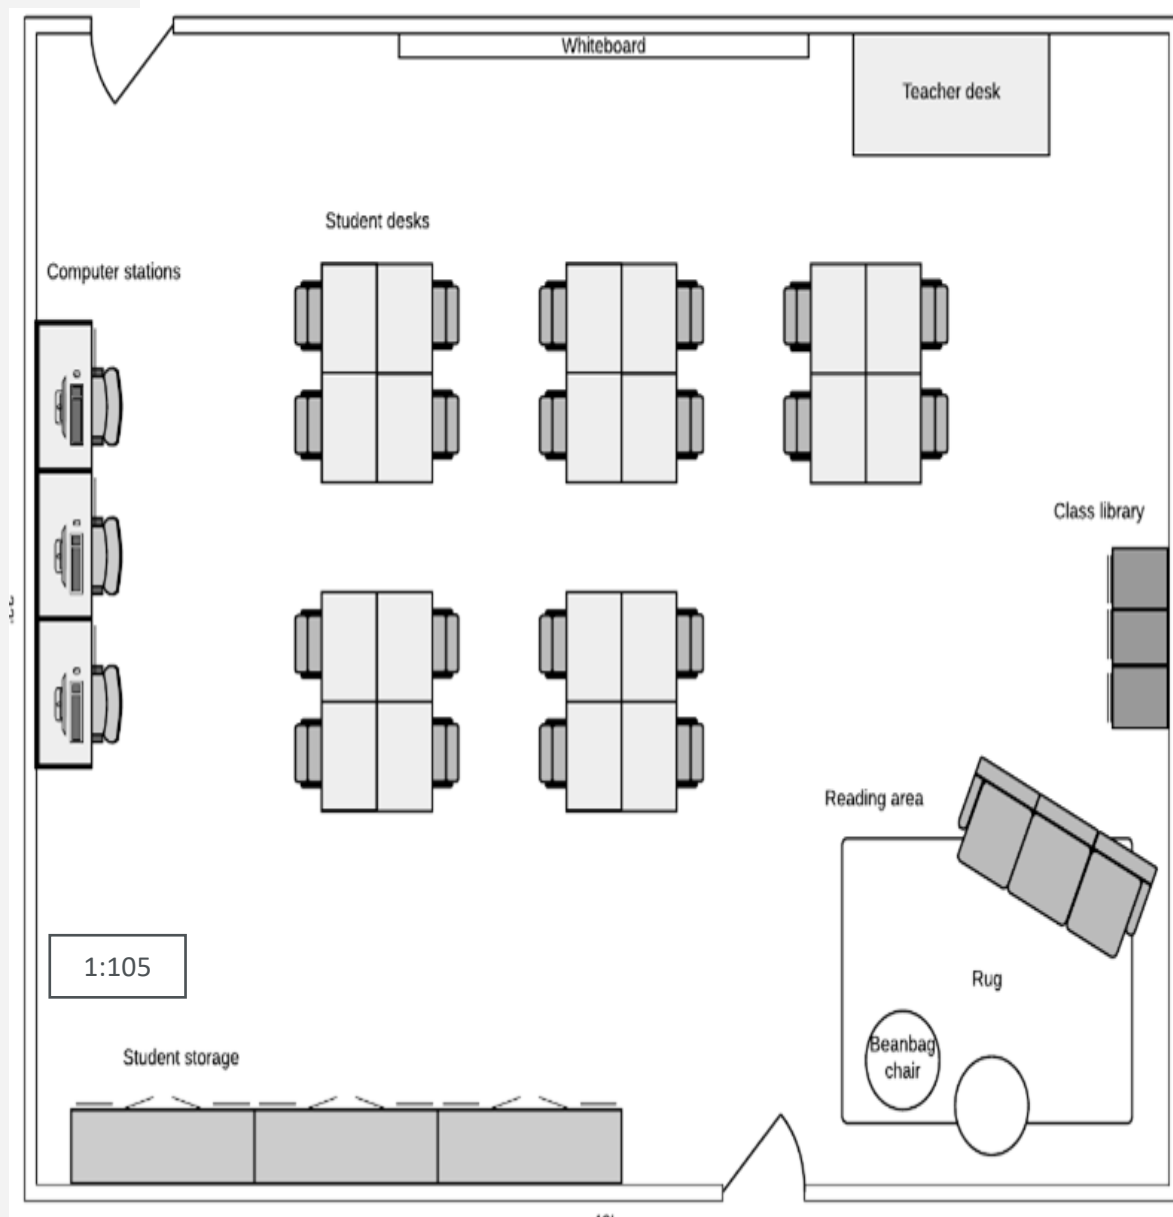 Whiteboard
Teacher desk
Student desks
Computer stations
Class library
Reading area
1:105
Rug
Beanbag
chair
Student storage